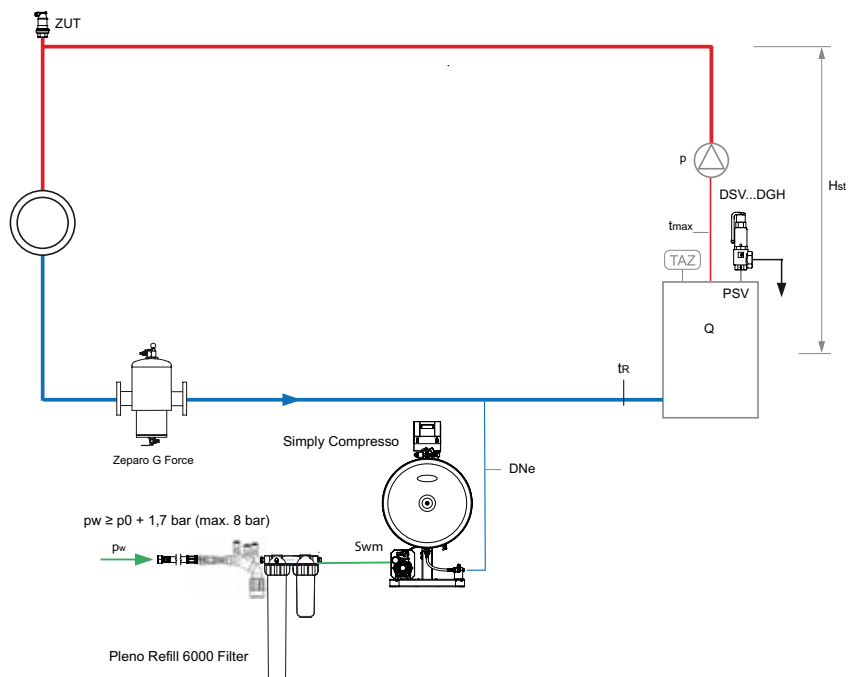 ZUT
p
Hst
DSV...DGH
tmax
TAZ
PSV
Q
tR
Zeparo G Force
Simply Compresso
DNe
pw ≥ p0 + 1,7 bar (max. 8 bar)
pw
Swm
Pleno Refill 6000 Filter